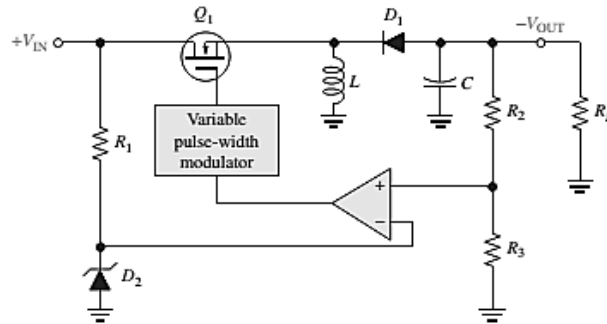 Q1
D1
−VOUT
+VIN
L
C
R2
R1
Variable
pulse-width
modulator
+
−
R3
D2